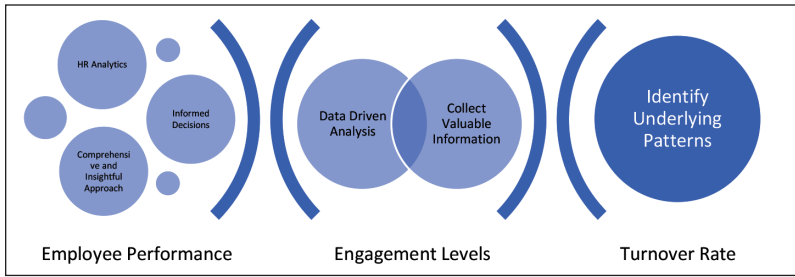 HR Analytics
Informed
Decisions
Comprehensi
ve and
Insightful
Approach
Employee Performance
Data Driven
Analysis
Collect
Valuable
Information
Engagement Levels
Identify
Underlying
Patterns
Turnover Rate